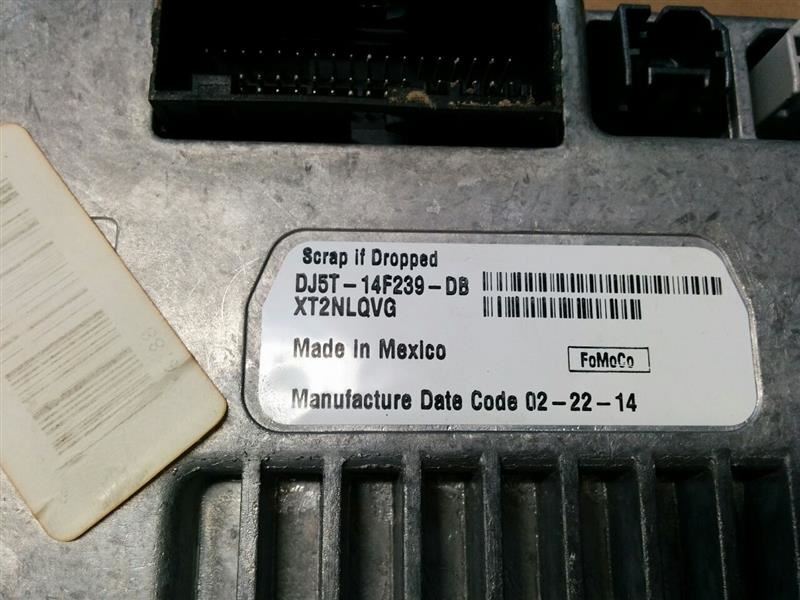 Scrap if Dropped
DJ5T-14F239-DB
XT2NLQVG
Made in Mexico
FoMoCo
Manufacture Date Code 02-22-14